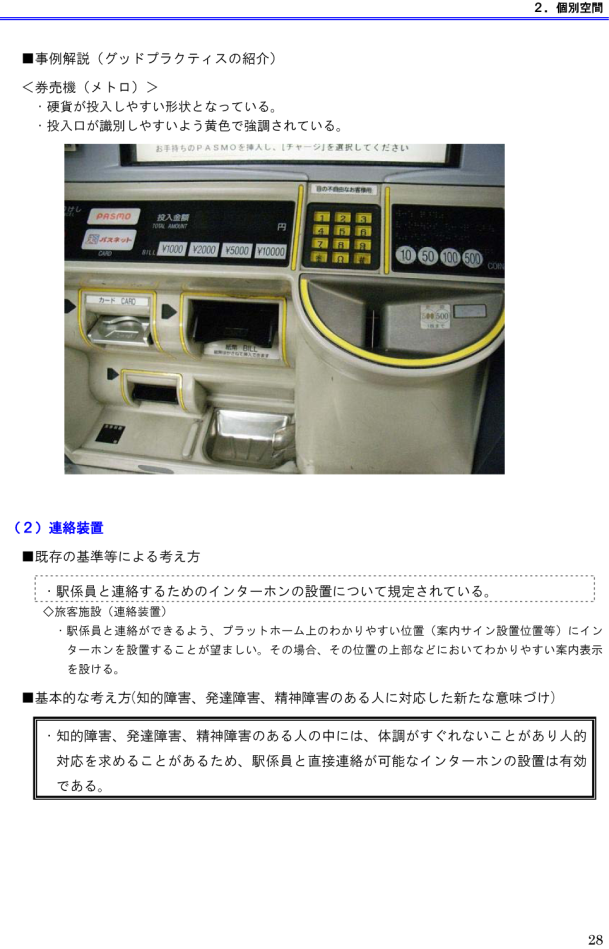 ２．個別空間
■事例解説（グッドプラクティスの紹介）
＜券売機（メトロ）＞
・硬貨が投入しやすい形状となっている。
・投入口が識別しやすいよう黄色で強調されている。
お手持ちのＰＡＳＭＯを挿入し、[チャージ]を選択してください
目の不自由なお客様用
PASMO
投入金額
TOTAL AMOUNT
円
パスネット
CARD
BILL ¥1000 ¥2000 ¥5000 ¥10000
1 2 3
4 5 6
7 8 9
0
10 50 100 500
COIN
カード CARD
紙幣 BILL
（２）連絡装置
■既存の基準等による考え方
・駅係員と連絡するためのインターホンの設置について規定されている。
◇旅客施設（連絡装置）
・駅係員と連絡ができるよう、プラットホーム上のわかりやすい位置（案内サイン設置位置等）にイン
ターホンを設置することが望ましい。その場合、その位置の上部などにおいてわかりやすい案内表示
を設ける。
■基本的な考え方(知的障害、発達障害、精神障害のある人に対応した新たな意味づけ)
・知的障害、発達障害、精神障害のある人の中には、体調がすぐれないことがあり人的
対応を求めることがあるため、駅係員と直接連絡が可能なインターホンの設置は有効
である。
28